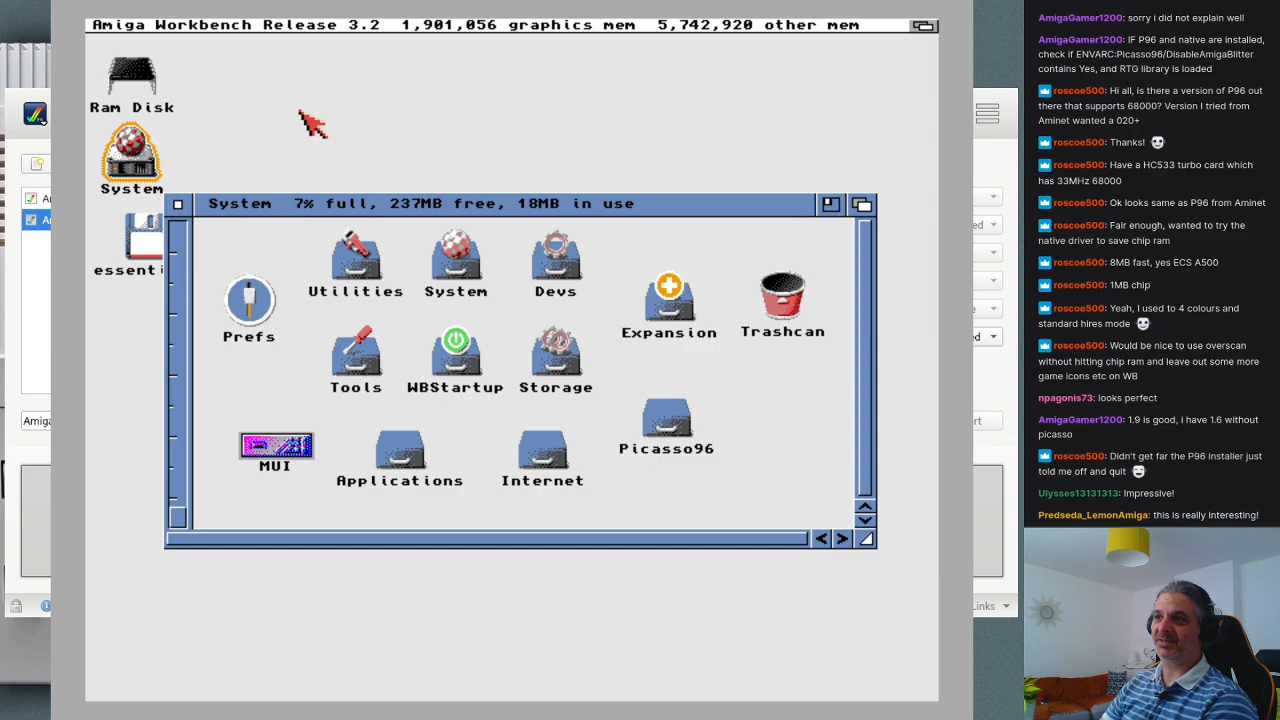 Amiga Workbench Release 3.2 1,901,056 graphics mem 5,742,920 other mem
Ram Disk
System
essenti
System 7% full, 237MB free, 18MB in use
Utilities System Devs
Prefs
Expansion Trashcan
Tools WBStartup Storage
Picasso96
MUI
Applications Internet
Amiga
inks
AmigaGamer1200: sorry i did not explain well
AmigaGamer1200: IF P96 and native are installed,
check if ENVARC:Picasso96/DisableAmigaBlitter
contains Yes, and RTG library is loaded
roscoe500: Hi all, is there a version of P96 out
there that supports 68000? Version I tried from
Aminet wanted a 020+
roscoe500: Thanks!
roscoe500: Have a HC533 turbo card which
has 33MHz 68000
roscoe500: Ok looks same as P96 from Aminet
roscoe500: Fair enough, wanted to try the
native driver to save chip ram
roscoe500: 8MB fast, yes ECS A500
roscoe500: 1MB chip
roscoe500: Yeah, I used to 4 colours and
standard hires mode
roscoe500: Would be nice to use overscan
without hitting chip ram and leave out some more
game icons etc on WB
npagonis73: looks perfect
AmigaGamer1200: 1.9 is good, i have 1.6 without
picasso
roscoe500: Didn't get far the P96 installer just
told me off and quit
Ulysses13131313: Impressive!
Predseda_LemonAmiga: this is really interesting!